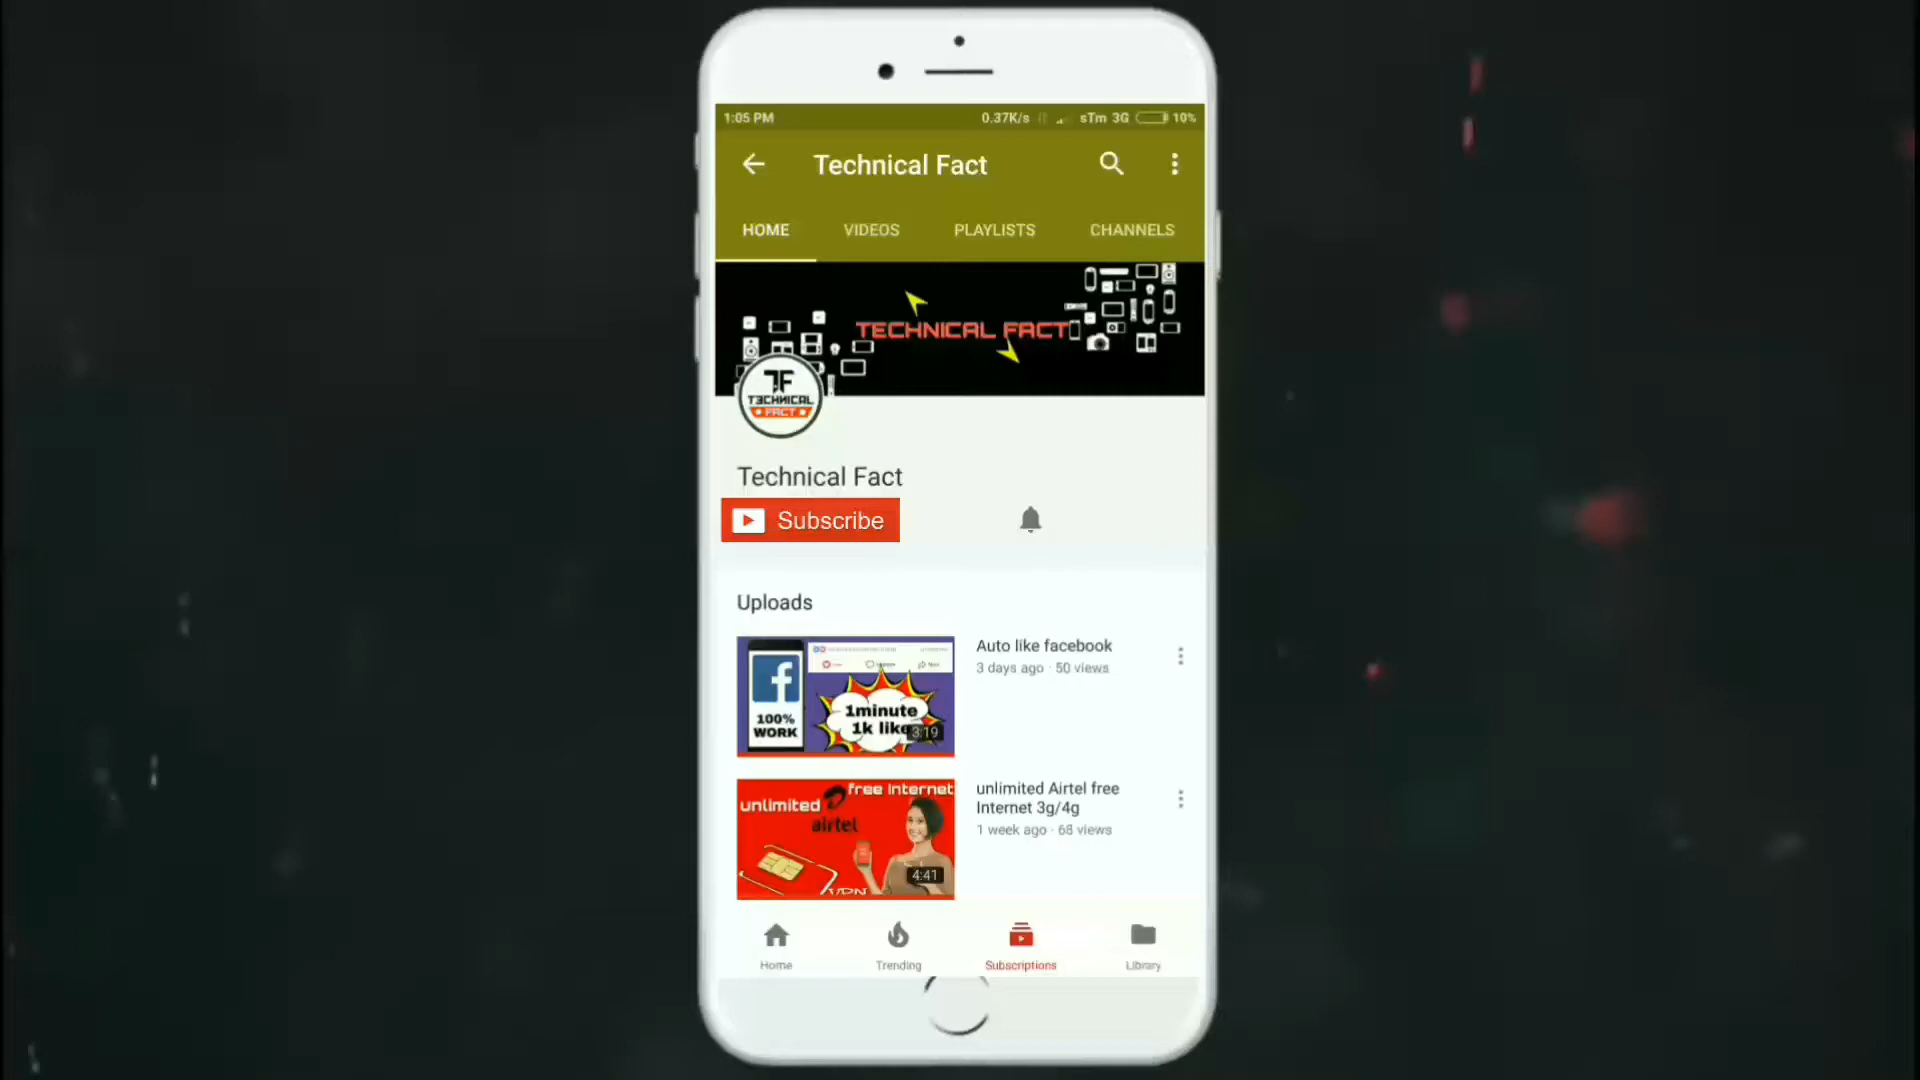 1:05 PM 0.37K/s sTm 3G 10%
Technical Fact
HOME VIDEOS PLAYLISTS CHANNELS
TECHNICAL FACT
TF
TECHNICAL
FACT
Technical Fact
Subscribe
Uploads
Auto like facebook
3 days ago · 50 views
100%
WORK
1minute
1k like
3:19
unlimited Airtel free
Internet 3g/4g
1 week ago · 68 views
free Internet
unlimited
airtel
4:41
VPN
Home Trending Subscriptions Library